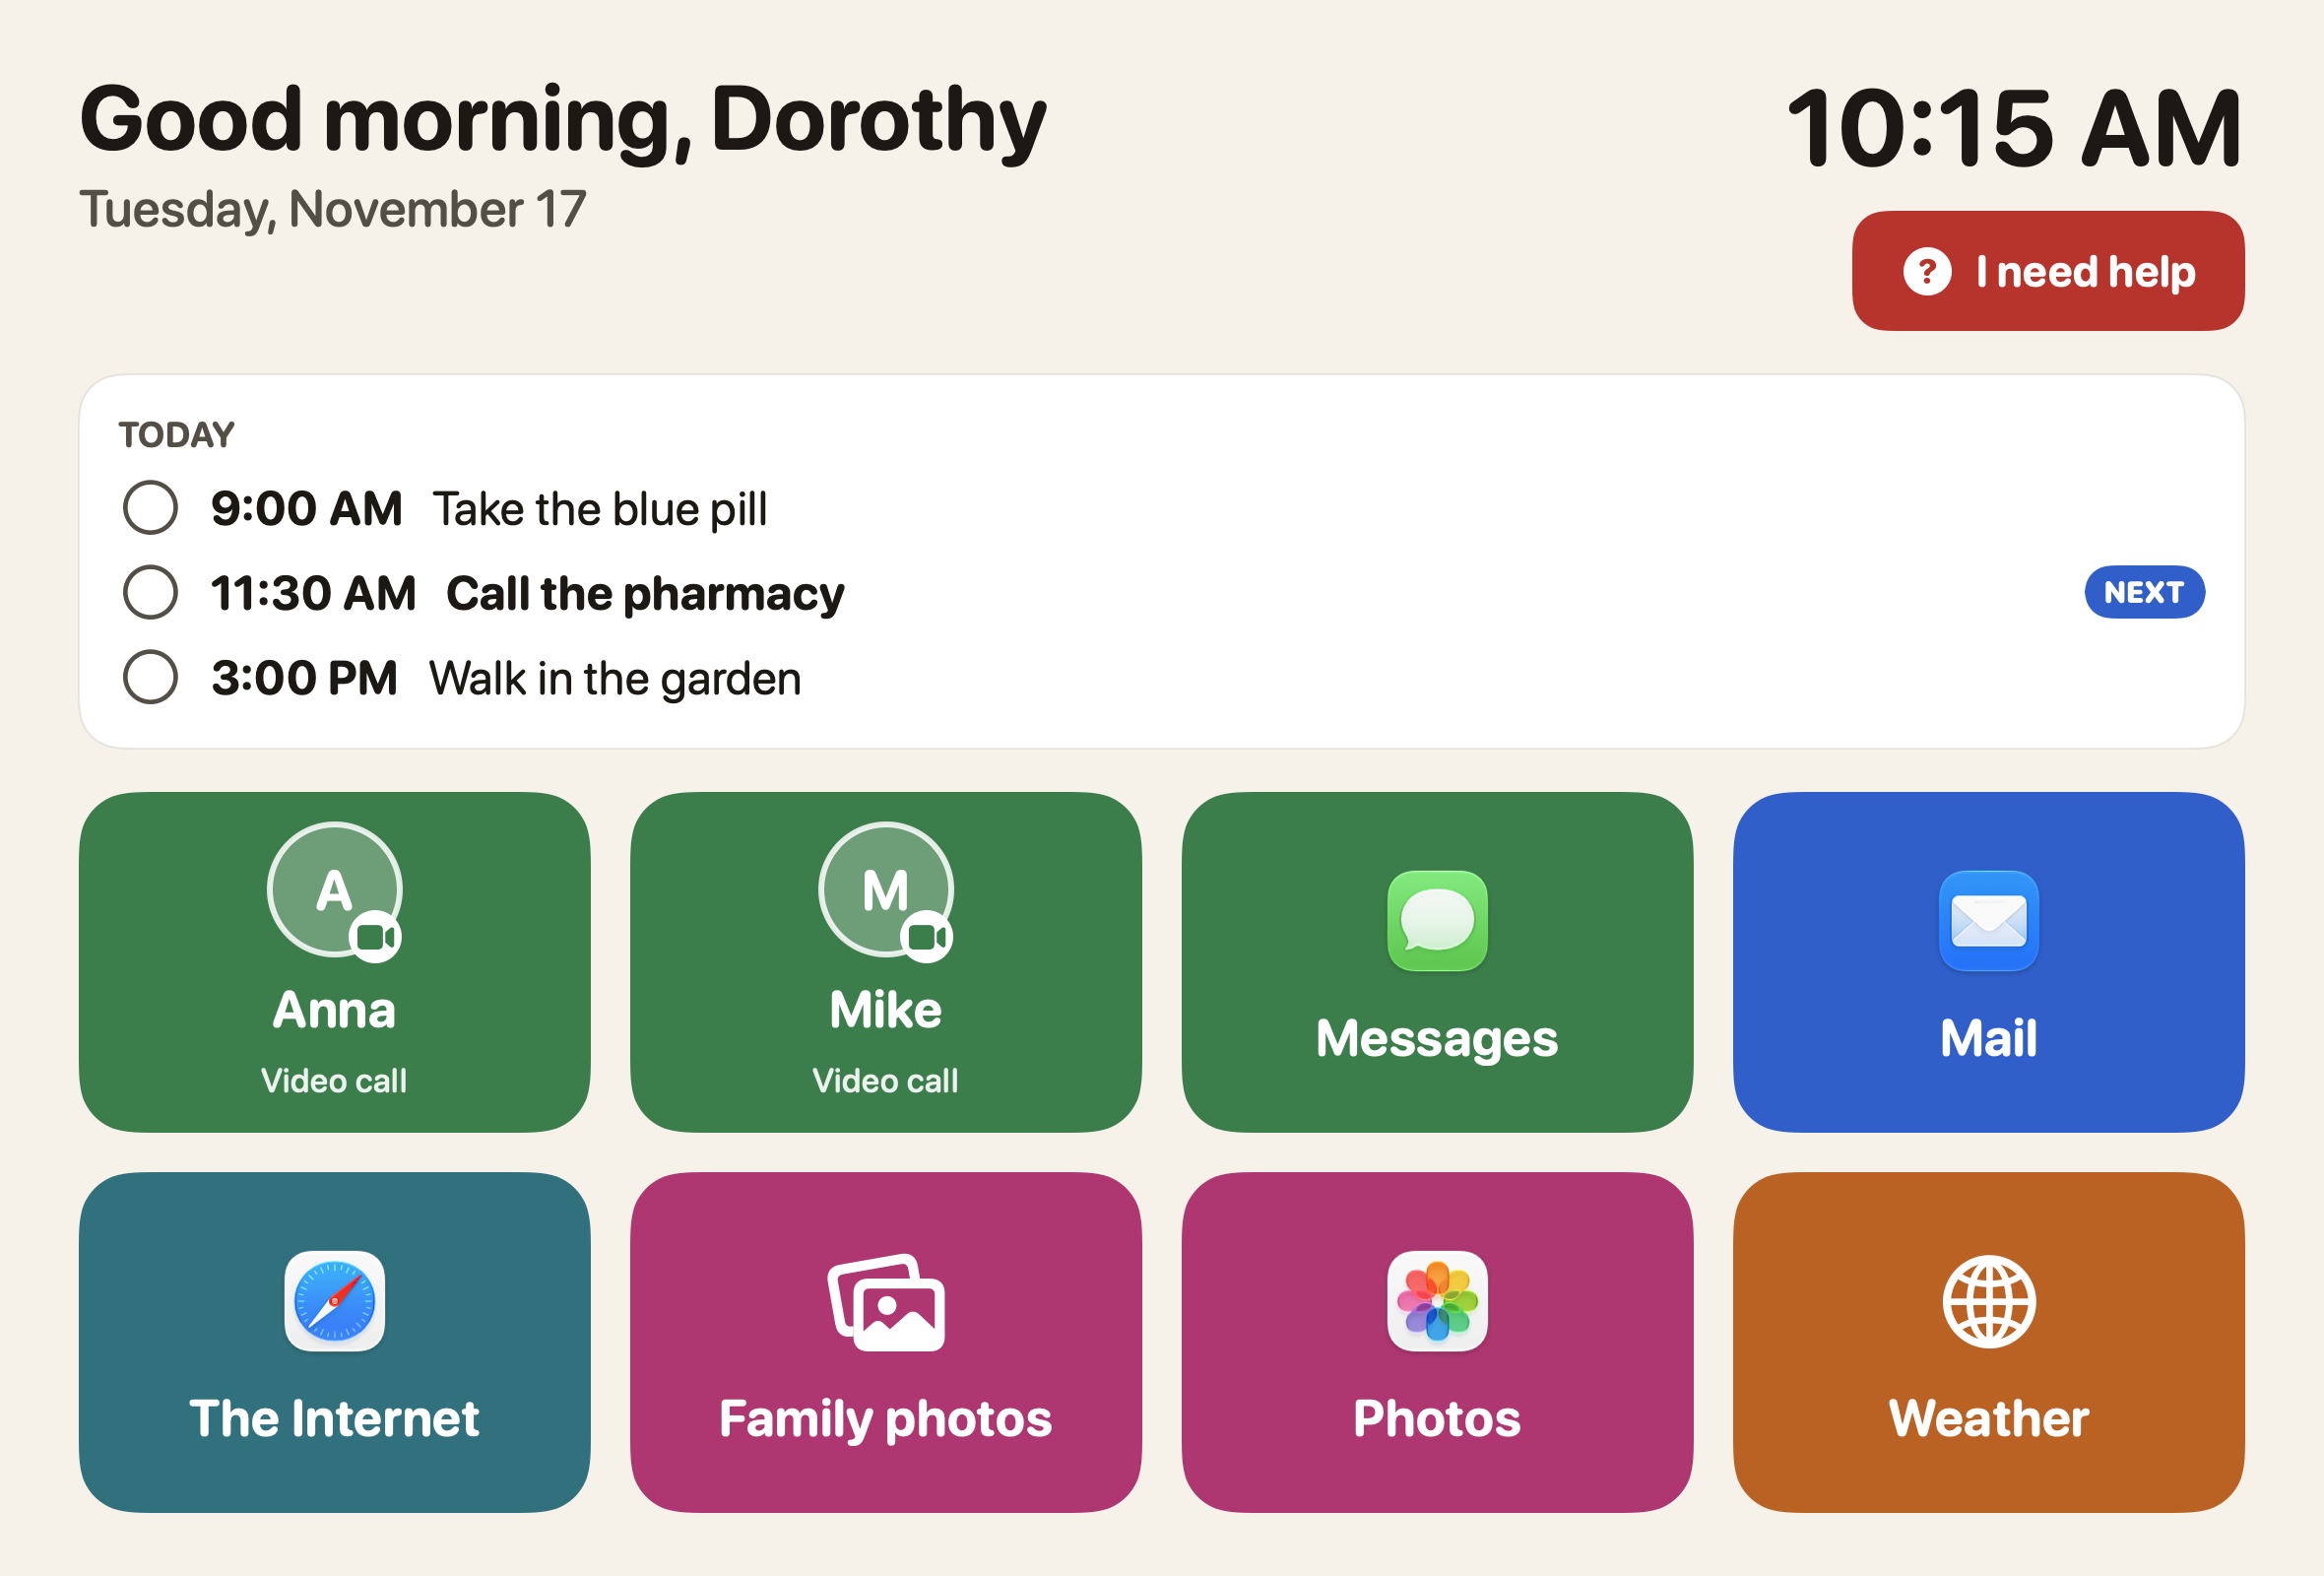 Good morning, Dorothy
Tuesday, November 17
10:15 AM
? I need help
TODAY
9:00 AM Take the blue pill
11:30 AM Call the pharmacy NEXT
3:00 PM Walk in the garden
A
Anna
Video call
M
Mike
Video call
Messages
Mail
The Internet
Family photos
Photos
Weather